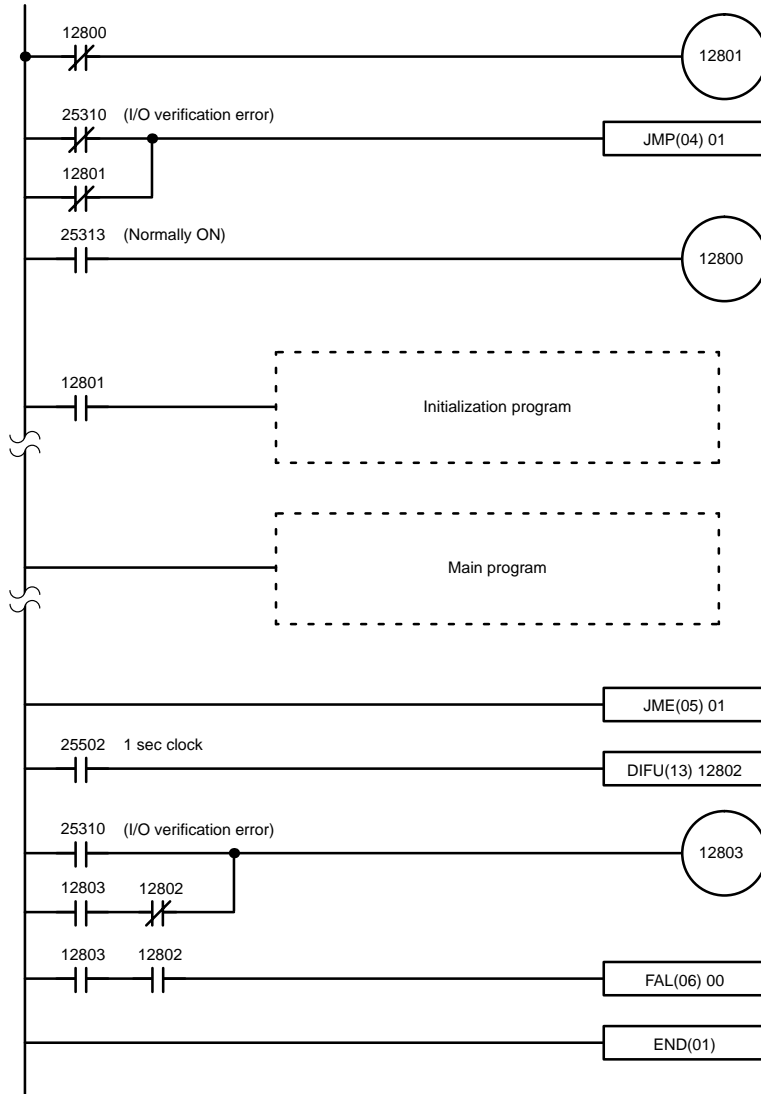 12800
12801
25310 (I/O verification error)
JMP(04) 01
12801
25313 (Normally ON)
12800
12801
Initialization program
Main program
JME(05) 01
25502 1 sec clock
DIFU(13) 12802
25310 (I/O verification error)
12803
12803 12802
12803 12802
FAL(06) 00
END(01)